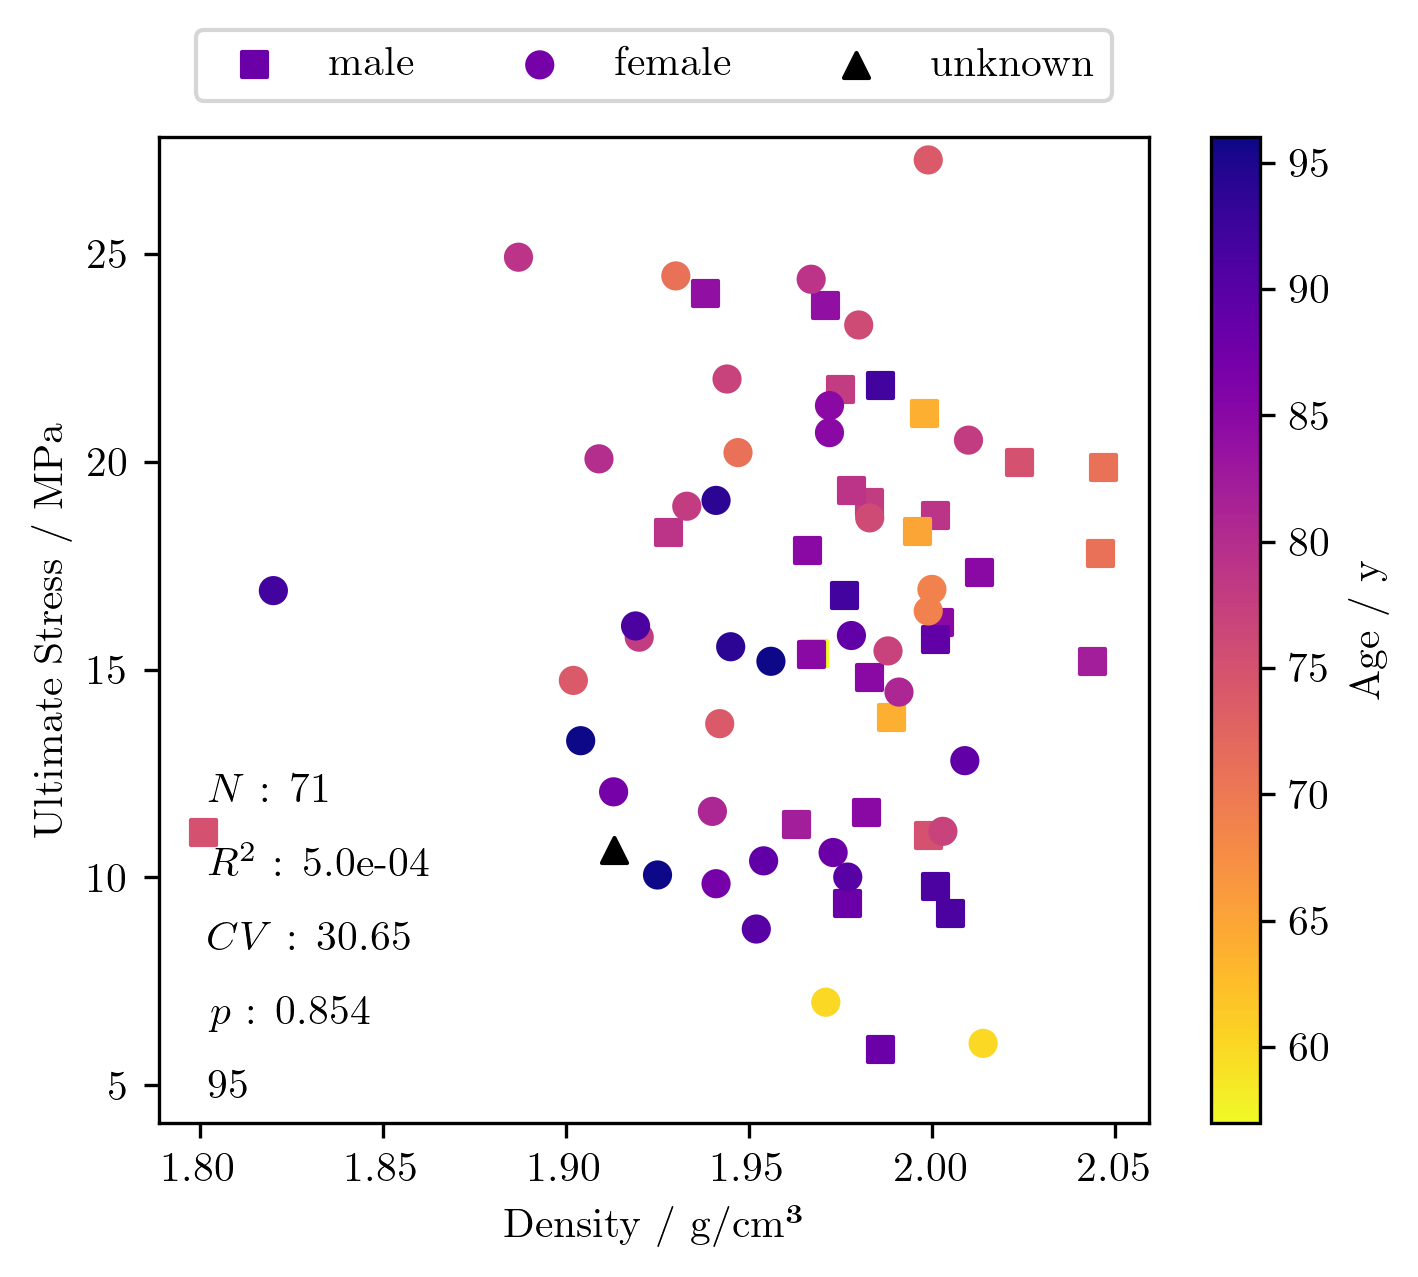 male female unknown
25
20
15
10
5
Ultimate Stress / MPa
N : 71
R² : 5.0e-04
CV : 30.65
p : 0.854
95
1.80 1.85 1.90 1.95 2.00 2.05
Density / g/cm³
95
90
85
80
75
70
65
60
Age / y